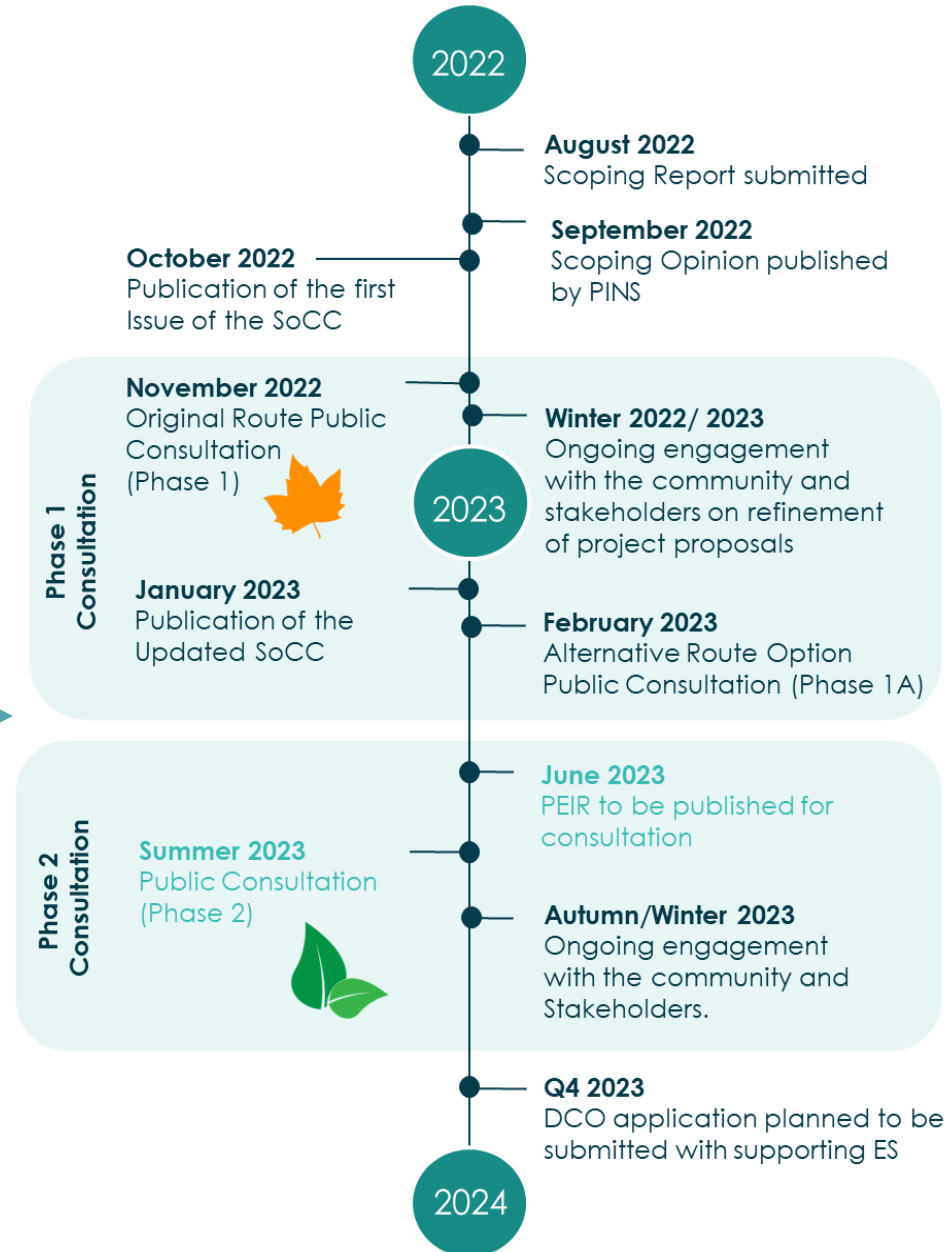 2022
August 2022
Scoping Report submitted
September 2022
Scoping Opinion published
by PINS
October 2022
Publication of the first
Issue of the SoCC
Phase 1
Consultation
November 2022
Original Route Public
Consultation
(Phase 1)
Winter 2022/ 2023
Ongoing engagement
with the community and
stakeholders on refinement
of project proposals
2023
January 2023
Publication of the
Updated SoCC
February 2023
Alternative Route Option
Public Consultation (Phase 1A)
Phase 2
Consultation
June 2023
PEIR to be published for
consultation
Summer 2023
Public Consultation
(Phase 2)
Autumn/Winter 2023
Ongoing engagement
with the community and
Stakeholders.
Q4 2023
DCO application planned to be
submitted with supporting ES
2024